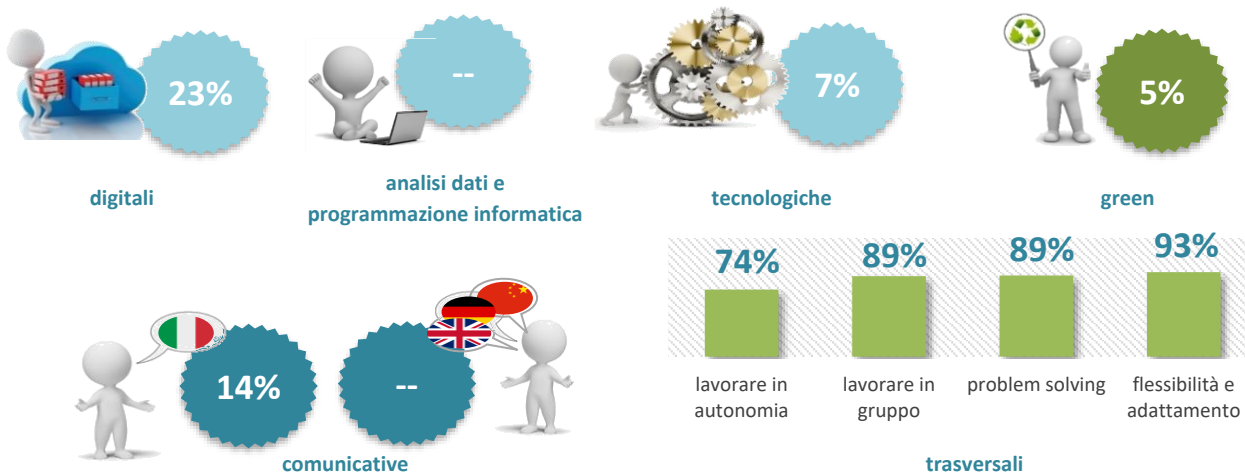 23%
--
7%
5%
digitali
analisi dati e
programmazione informatica
tecnologiche
green
14%
--
comunicative
74%
89%
89%
93%
lavorare in
autonomia
lavorare in
gruppo
problem solving
flessibilità e
adattamento
trasversali